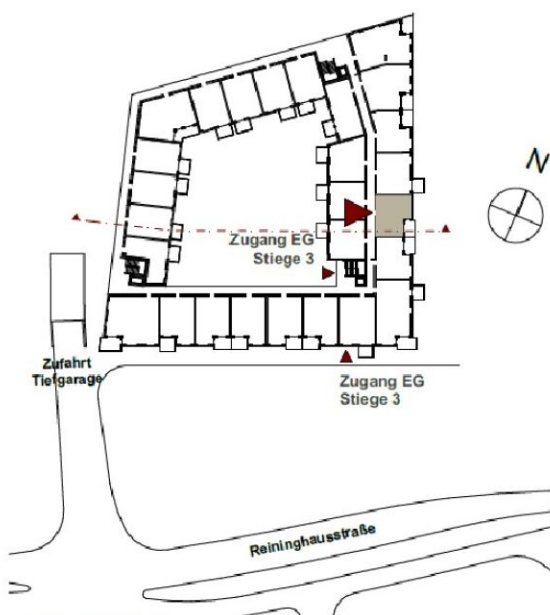 N
Zugang EG
Stiege 3
Zufahrt
Tiefgarage
Zugang EG
Stiege 3
Reininghausstraße